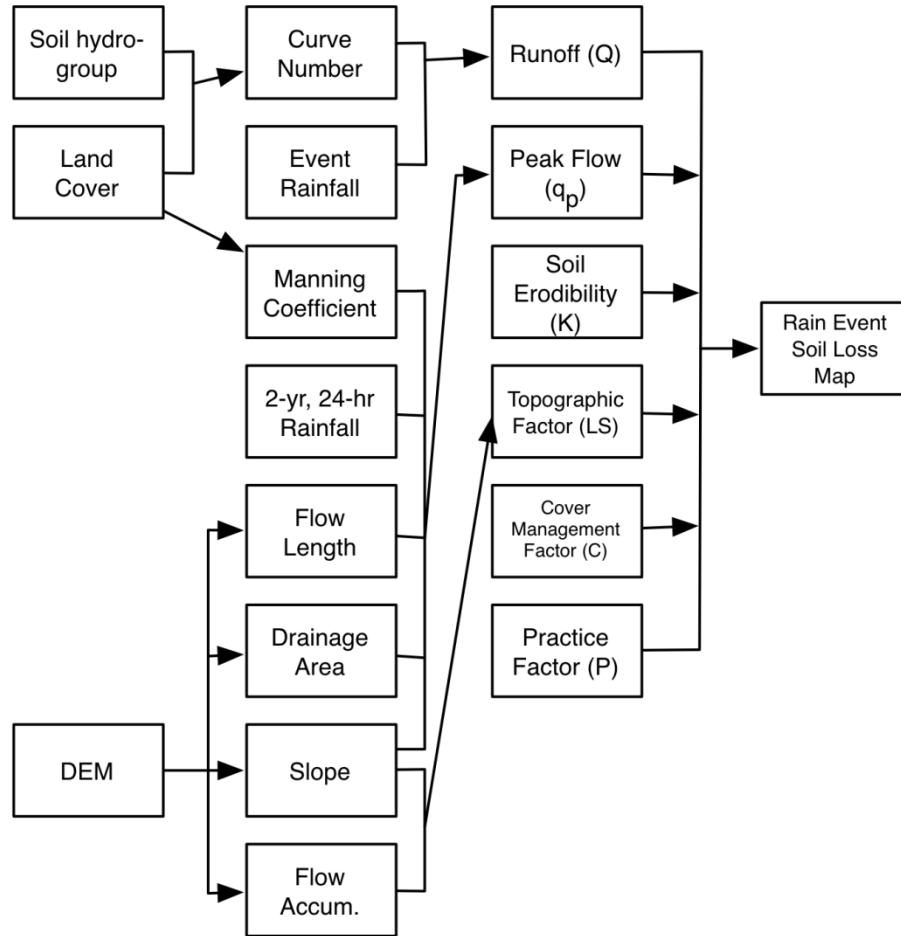 Soil hydro-
group
Curve
Number
Runoff (Q)
Land
Cover
Event
Rainfall
Peak Flow
(qp)
Manning
Coefficient
Soil
Erodibility
(K)
Rain Event
Soil Loss
Map
2-yr, 24-hr
Rainfall
Topographic
Factor (LS)
Flow
Length
Cover
Management
Factor (C)
Drainage
Area
Practice
Factor (P)
DEM
Slope
Flow
Accum.